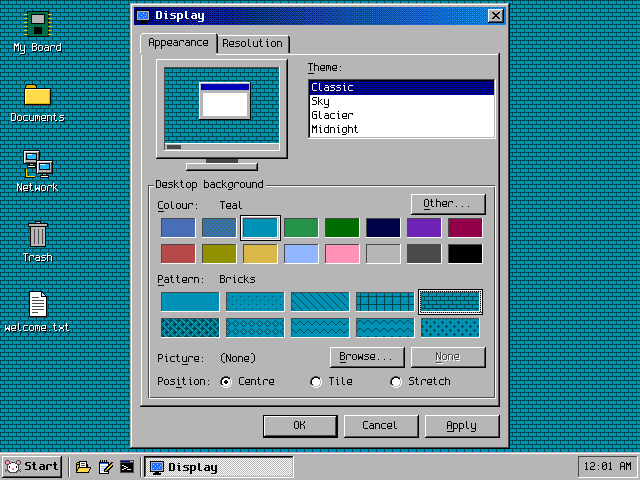 Display
Appearance
Resolution
Theme:
Classic
Sky
Glacier
Midnight
Desktop background
Colour: Teal
Other...
Pattern: Bricks
Picture: (None)
Browse...
None
Position: Centre Tile Stretch
OK
Cancel
Apply
My Board
Documents
Network
Trash
welcome.txt
Start
Display
12:01 AM